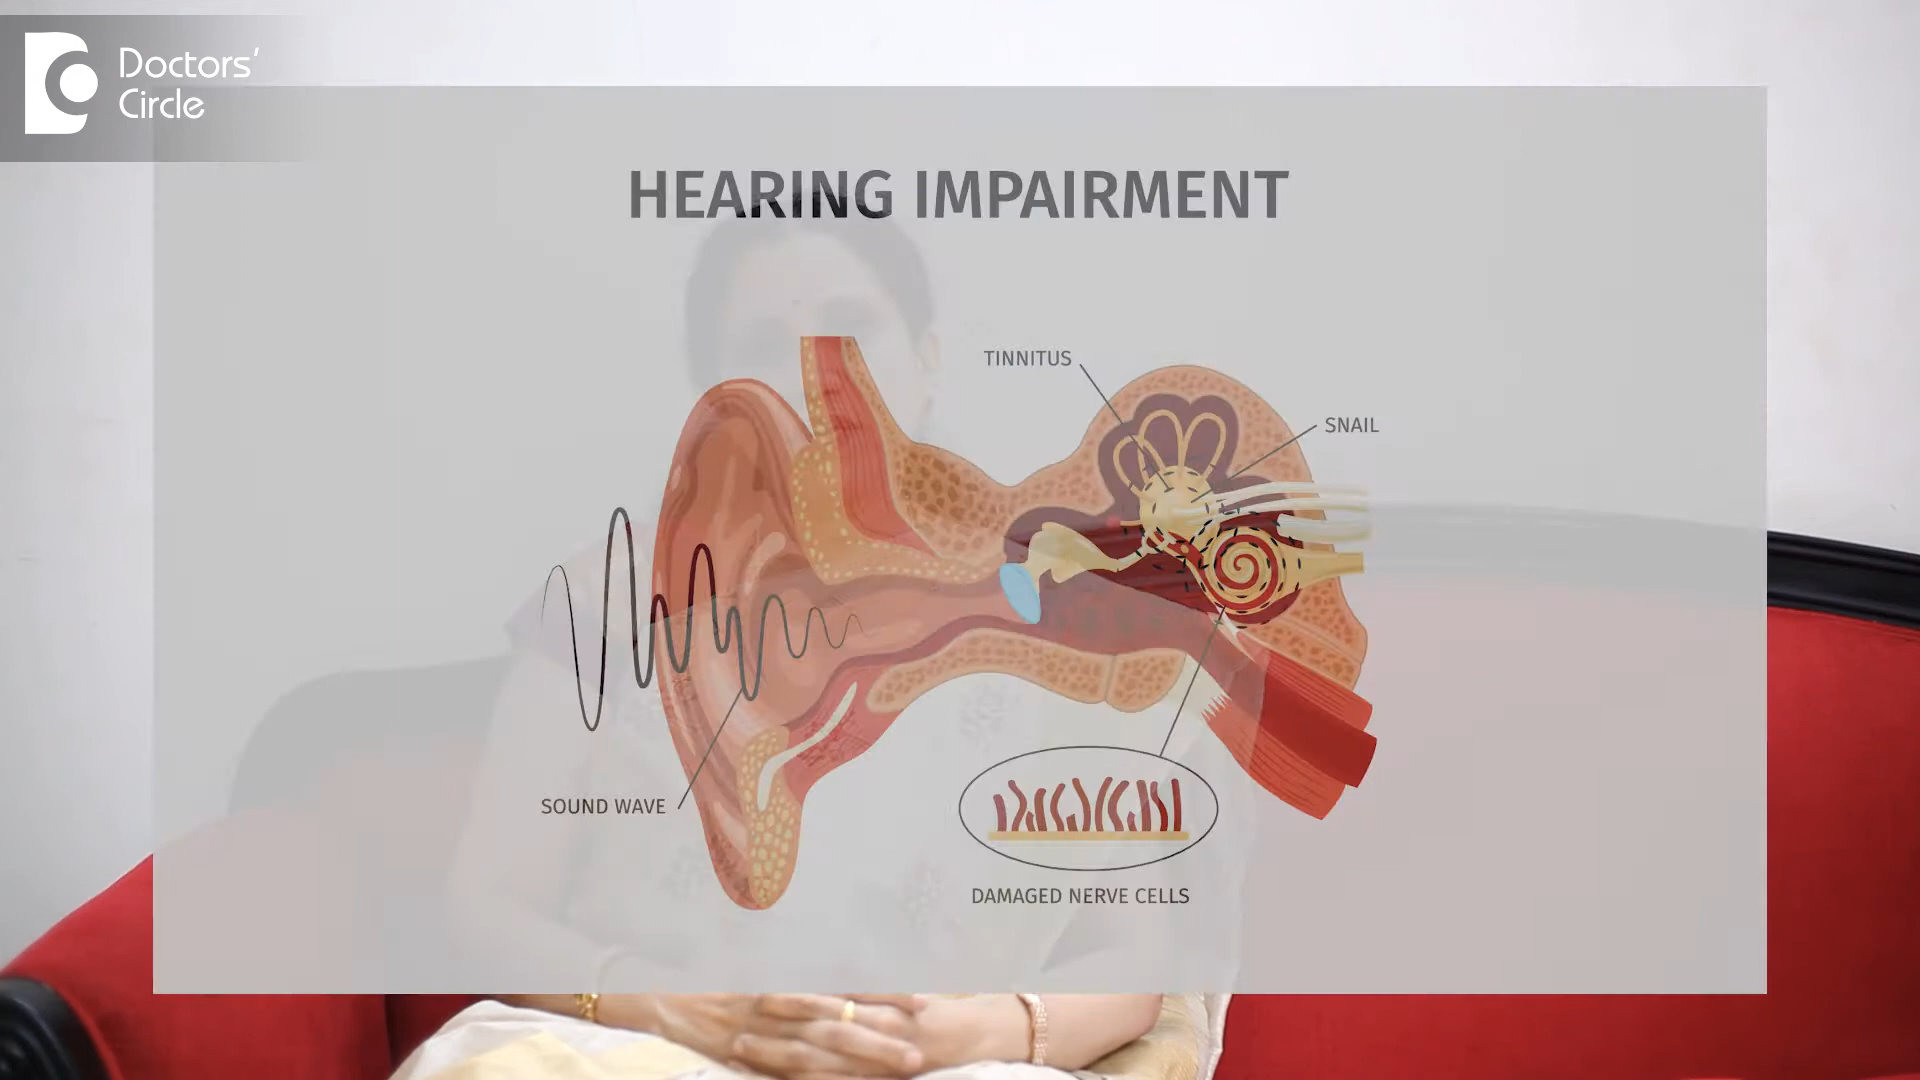 Doctors'
Circle
HEARING IMPAIRMENT
TINNITUS
SNAIL
SOUND WAVE
DAMAGED NERVE CELLS